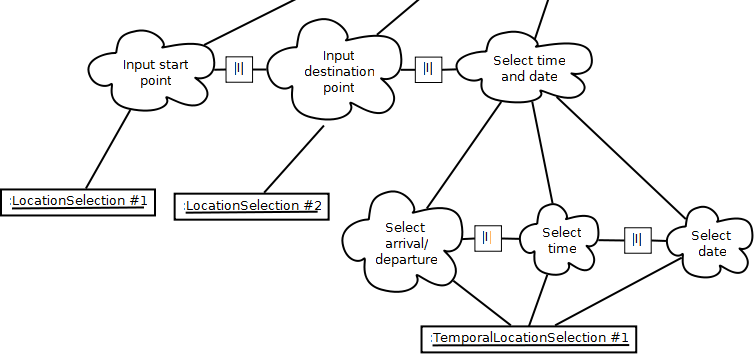 Input start
point
|||
Input
destination
point
|||
Select time
and date
:LocationSelection #1
:LocationSelection #2
Select
arrival/
departure
|||
Select
time
|||
Select
date
:TemporalLocationSelection #1